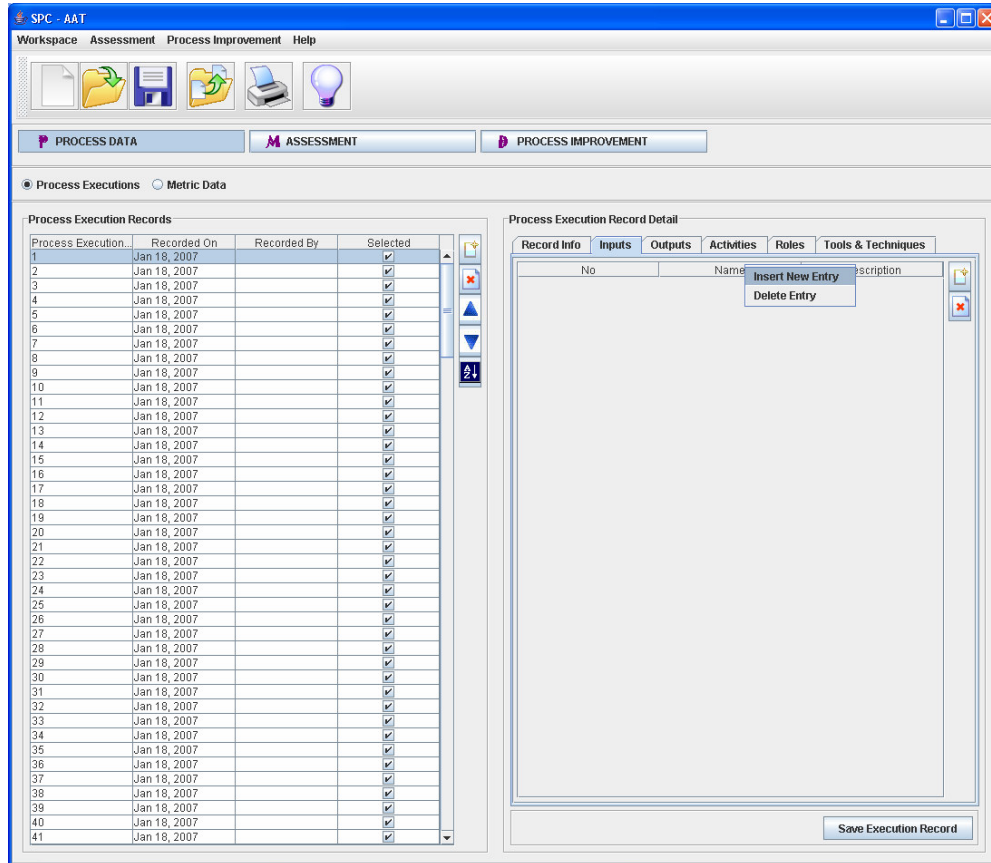 SPC - AAT
Workspace Assessment Process Improvement Help
P PROCESS DATA M ASSESSMENT PROCESS IMPROVEMENT
Process Executions Metric Data
Process Execution Records
Process Execution... Recorded On Recorded By Selected
1 Jan 18, 2007
2 Jan 18, 2007
3 Jan 18, 2007
4 Jan 18, 2007
5 Jan 18, 2007
6 Jan 18, 2007
7 Jan 18, 2007
8 Jan 18, 2007
9 Jan 18, 2007
10 Jan 18, 2007
11 Jan 18, 2007
12 Jan 18, 2007
13 Jan 18, 2007
14 Jan 18, 2007
15 Jan 18, 2007
16 Jan 18, 2007
17 Jan 18, 2007
18 Jan 18, 2007
19 Jan 18, 2007
20 Jan 18, 2007
21 Jan 18, 2007
22 Jan 18, 2007
23 Jan 18, 2007
24 Jan 18, 2007
25 Jan 18, 2007
26 Jan 18, 2007
27 Jan 18, 2007
28 Jan 18, 2007
29 Jan 18, 2007
30 Jan 18, 2007
31 Jan 18, 2007
32 Jan 18, 2007
33 Jan 18, 2007
34 Jan 18, 2007
35 Jan 18, 2007
36 Jan 18, 2007
37 Jan 18, 2007
38 Jan 18, 2007
39 Jan 18, 2007
40 Jan 18, 2007
41 Jan 18, 2007
A
Z
Process Execution Record Detail
Record Info Inputs Outputs Activities Roles Tools & Techniques
No Name scription
Insert New Entry
Delete Entry
Save Execution Record